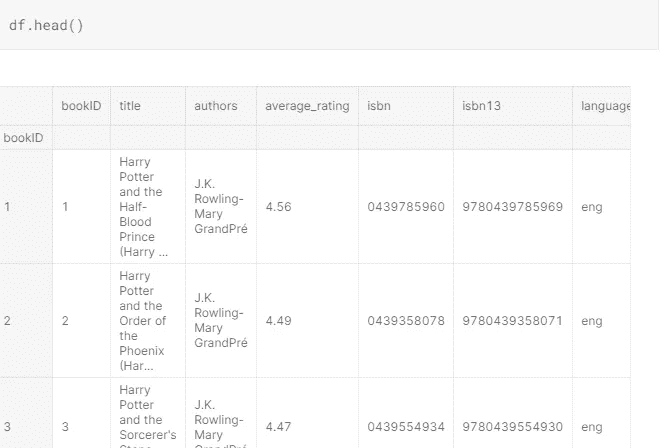 df.head()
bookID title authors average_rating isbn isbn13 language
bookID
1 1 Harry
Potter
and the
Half-
Blood
Prince
(Harry ... J.K.
Rowling-
Mary
GrandPré 4.56 0439785960 9780439785969 eng
2 2 Harry
Potter
and the
Order of
the
Phoenix
(Har... J.K.
Rowling-
Mary
GrandPré 4.49 0439358078 9780439358071 eng
3 3 Harry
Potter
and the
Sorcerer's J.K.
Rowling-
Mary 4.47 0439554934 9780439554930 eng